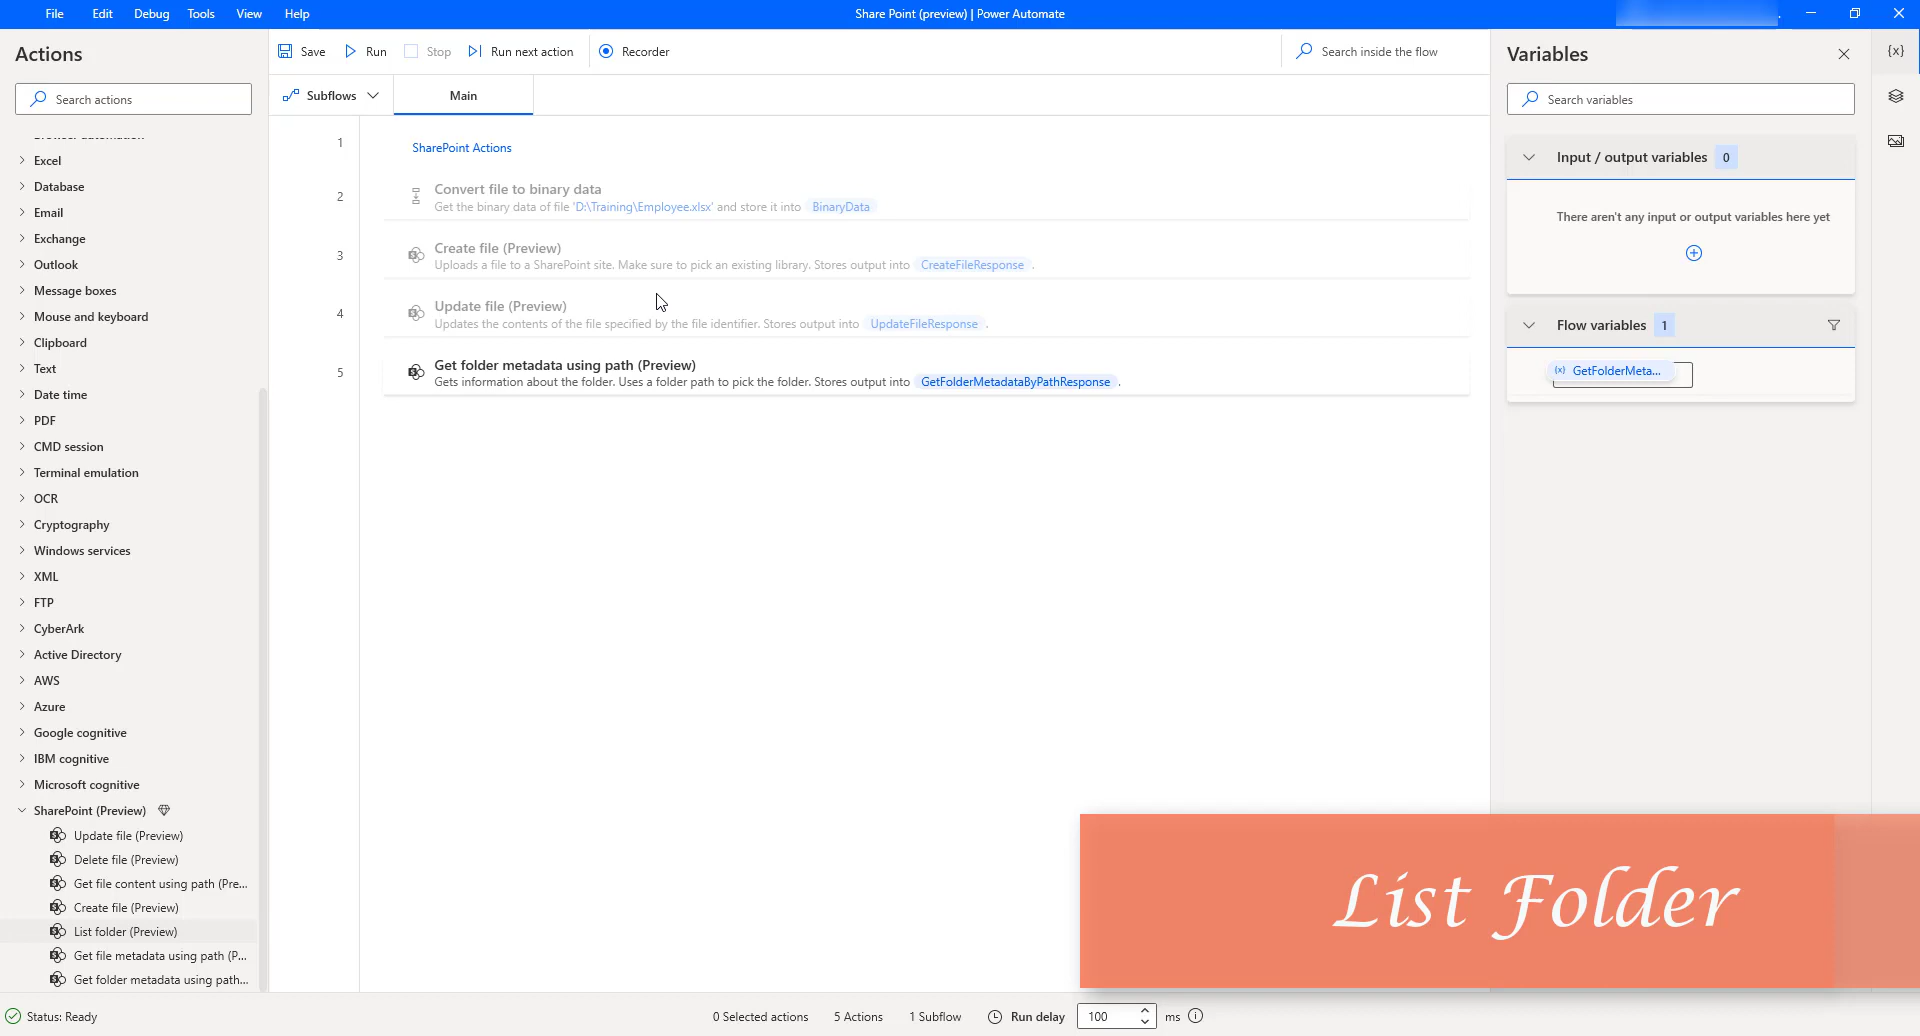 File Edit Debug Tools View Help
Share Point (preview) | Power Automate
Actions
Search actions
Browser automation
Excel
Database
Email
Exchange
Outlook
Message boxes
Mouse and keyboard
Clipboard
Text
Date time
PDF
CMD session
Terminal emulation
OCR
Cryptography
Windows services
XML
FTP
CyberArk
Active Directory
AWS
Azure
Google cognitive
IBM cognitive
Microsoft cognitive
SharePoint (Preview)
Update file (Preview)
Delete file (Preview)
Get file content using path (Pre...
Create file (Preview)
List folder (Preview)
Get file metadata using path (P...
Get folder metadata using path...
Save Run Stop Run next action Recorder
Search inside the flow
Subflows Main
1 SharePoint Actions
2 Convert file to binary data
Get the binary data of file 'D:\Training\Employee.xlsx' and store it into BinaryData
3 Create file (Preview)
Uploads a file to a SharePoint site. Make sure to pick an existing library. Stores output into CreateFileResponse .
4 Update file (Preview)
Updates the contents of the file specified by the file identifier. Stores output into UpdateFileResponse .
5 Get folder metadata using path (Preview)
Gets information about the folder. Uses a folder path to pick the folder. Stores output into GetFolderMetadataByPathResponse .
Variables
{x}
Search variables
Input / output variables 0
There aren't any input or output variables here yet
Flow variables 1
(x) GetFolderMeta...
List Folder
Status: Ready
0 Selected actions 5 Actions 1 Subflow Run delay 100 ms